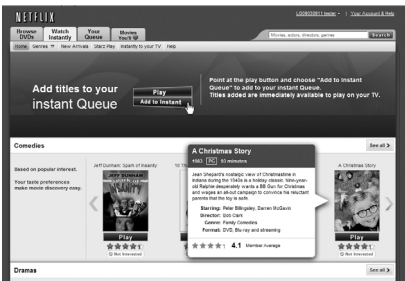 NETFLIX
LG08030911 tester | Your Account & Help
Browse DVDs
Watch Instantly
Your Queue
Movies You'll
Movies, actors, directors, genres
Search
Home Genres New Arrivals Starz Play Instantly to your TV Help
Add titles to your
instant Queue
Play
Add to Instant
Point at the play button and choose "Add to Instant
Queue" to add to your instant Queue.
Titles added are immediately available to play on your TV.
Comedies
See all >
Based on popular interest.
Your taste preferences
make movie discovery easy.
Jeff Dunham: Spark of Insanity
JEFF DUNHAM
Play
Not Interested
A Christmas Story
1983 PG 93 minutes
Jean Shepard's nostalgic view of Christmastime in
Indiana during the 1940s is a holiday classic. Nine-year-
old Ralphie desperately wants a BB Gun for Christmas
and wages an all-out campaign to convince his reluctant
parents that the toy is safe.
Starring: Peter Billingsley, Darren McGavin
Director: Bob Clark
Genre: Family Comedies
Format: DVD, Blu-ray and streaming
4.1 Member Average
A Christmas Story
Play
Not Interested
Dramas
See all >